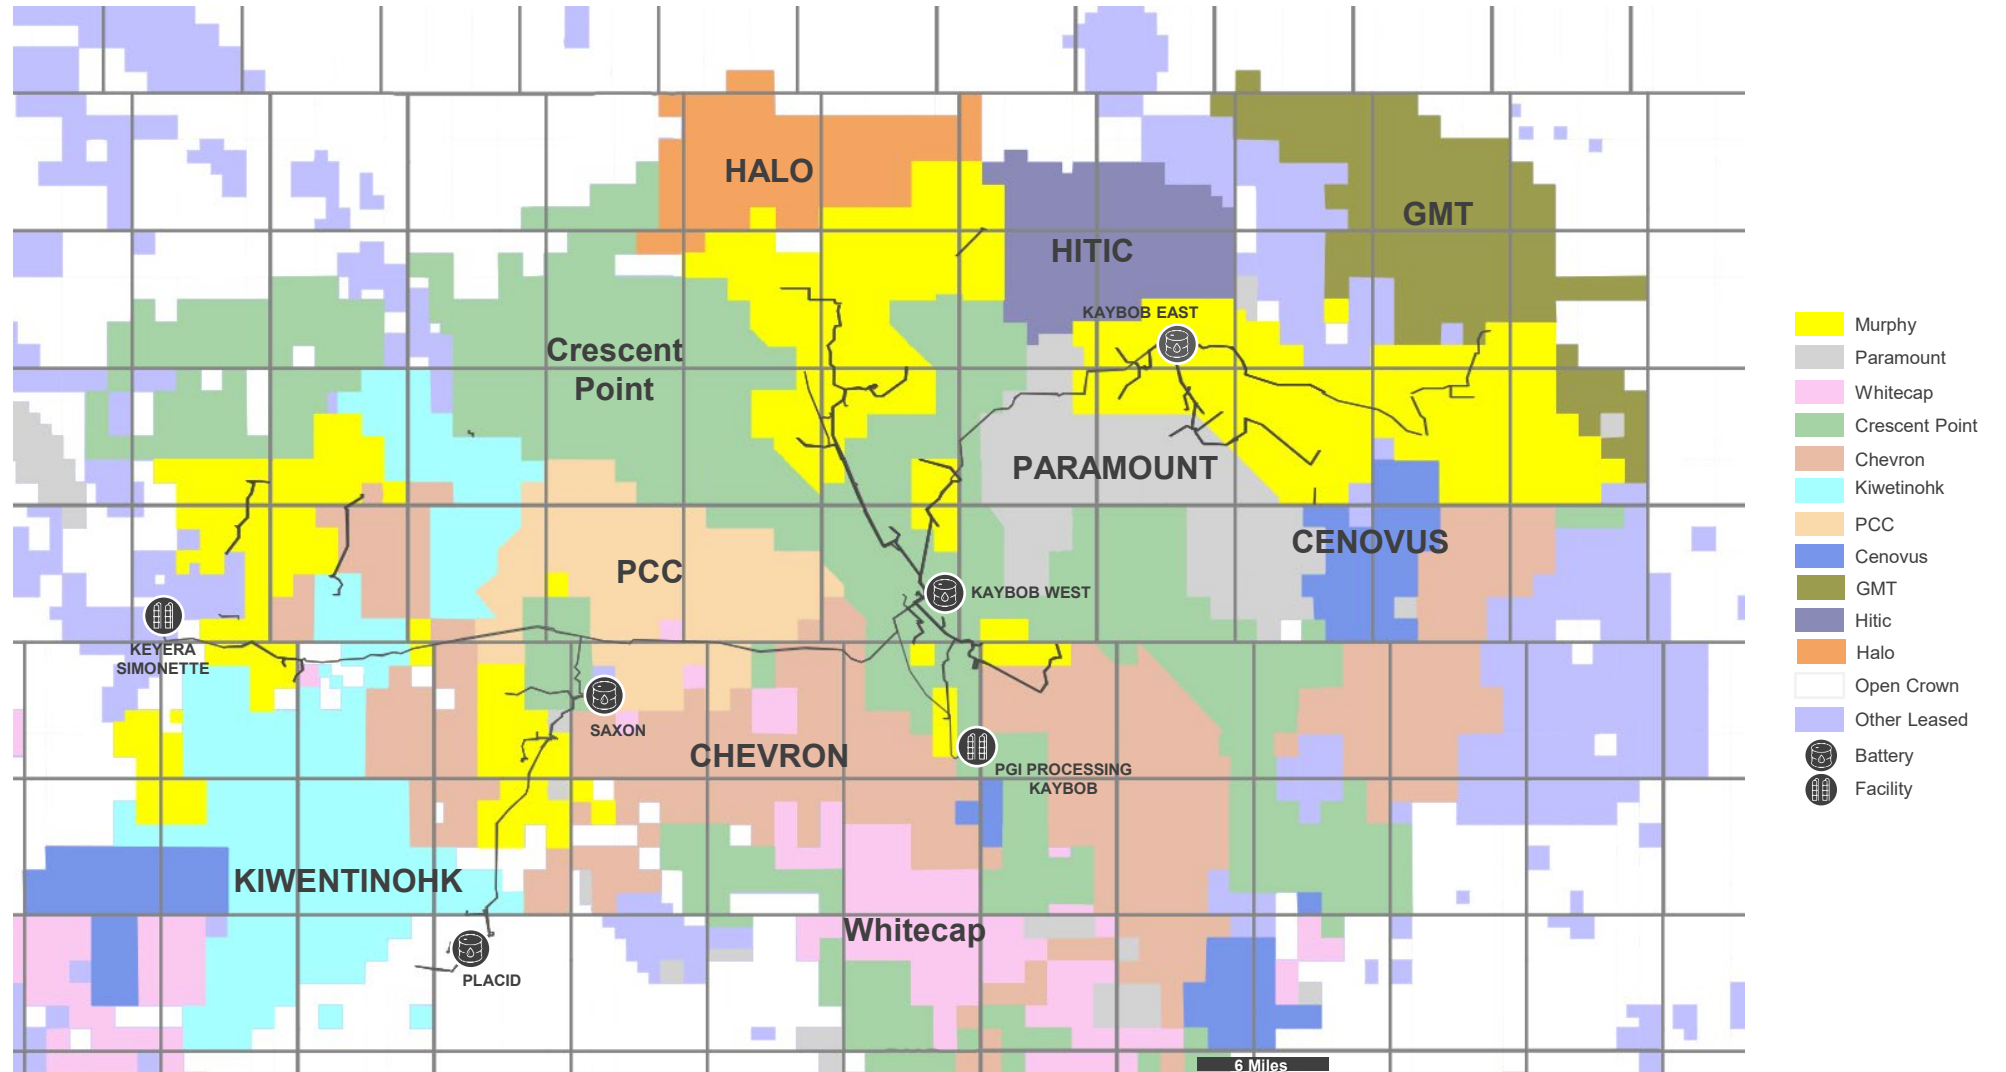 HALO
GMT
HITIC
KAYBOB EAST
Crescent
Point
PARAMOUNT
CENOVUS
PCC
KAYBOB WEST
KEYERA
SIMONETTE
SAXON
CHEVRON
PGI PROCESSING
KAYBOB
KIWENTINOHK
Whitecap
PLACID
6 Miles
Murphy
Paramount
Whitecap
Crescent Point
Chevron
Kiwetinohk
PCC
Cenovus
GMT
Hitic
Halo
Open Crown
Other Leased
Battery
Facility